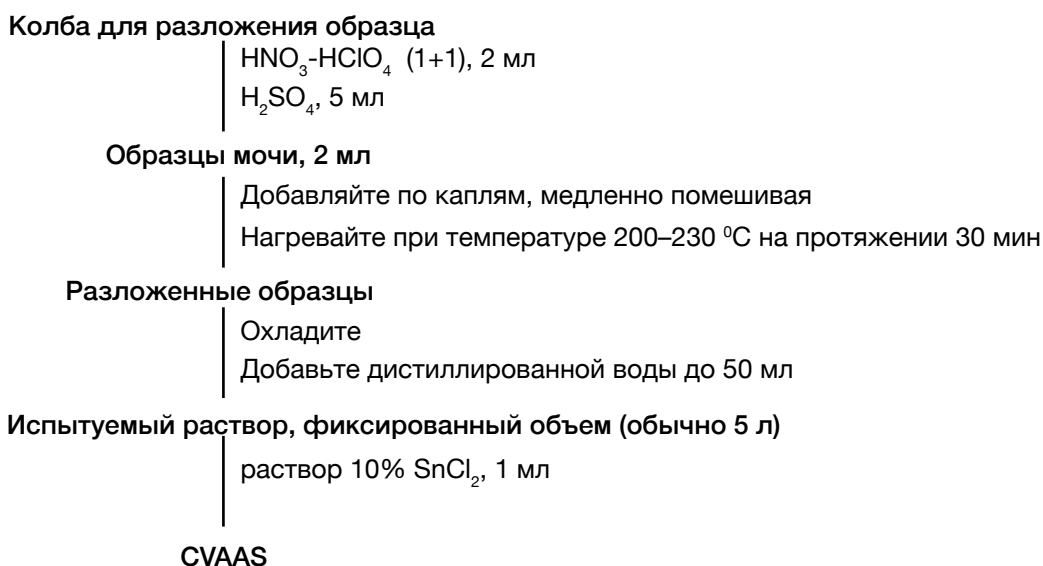 Колба для разложения образца
HNO₃-HClO₄ (1+1), 2 мл
H₂SO₄, 5 мл
Образцы мочи, 2 мл
Добавляйте по каплям, медленно помешивая
Нагревайте при температуре 200–230 ⁰C на протяжении 30 мин
Разложенные образцы
Охладите
Добавьте дистиллированной воды до 50 мл
Испытуемый раствор, фиксированный объем (обычно 5 л)
раствор 10% SnCl₂, 1 мл
CVAAS